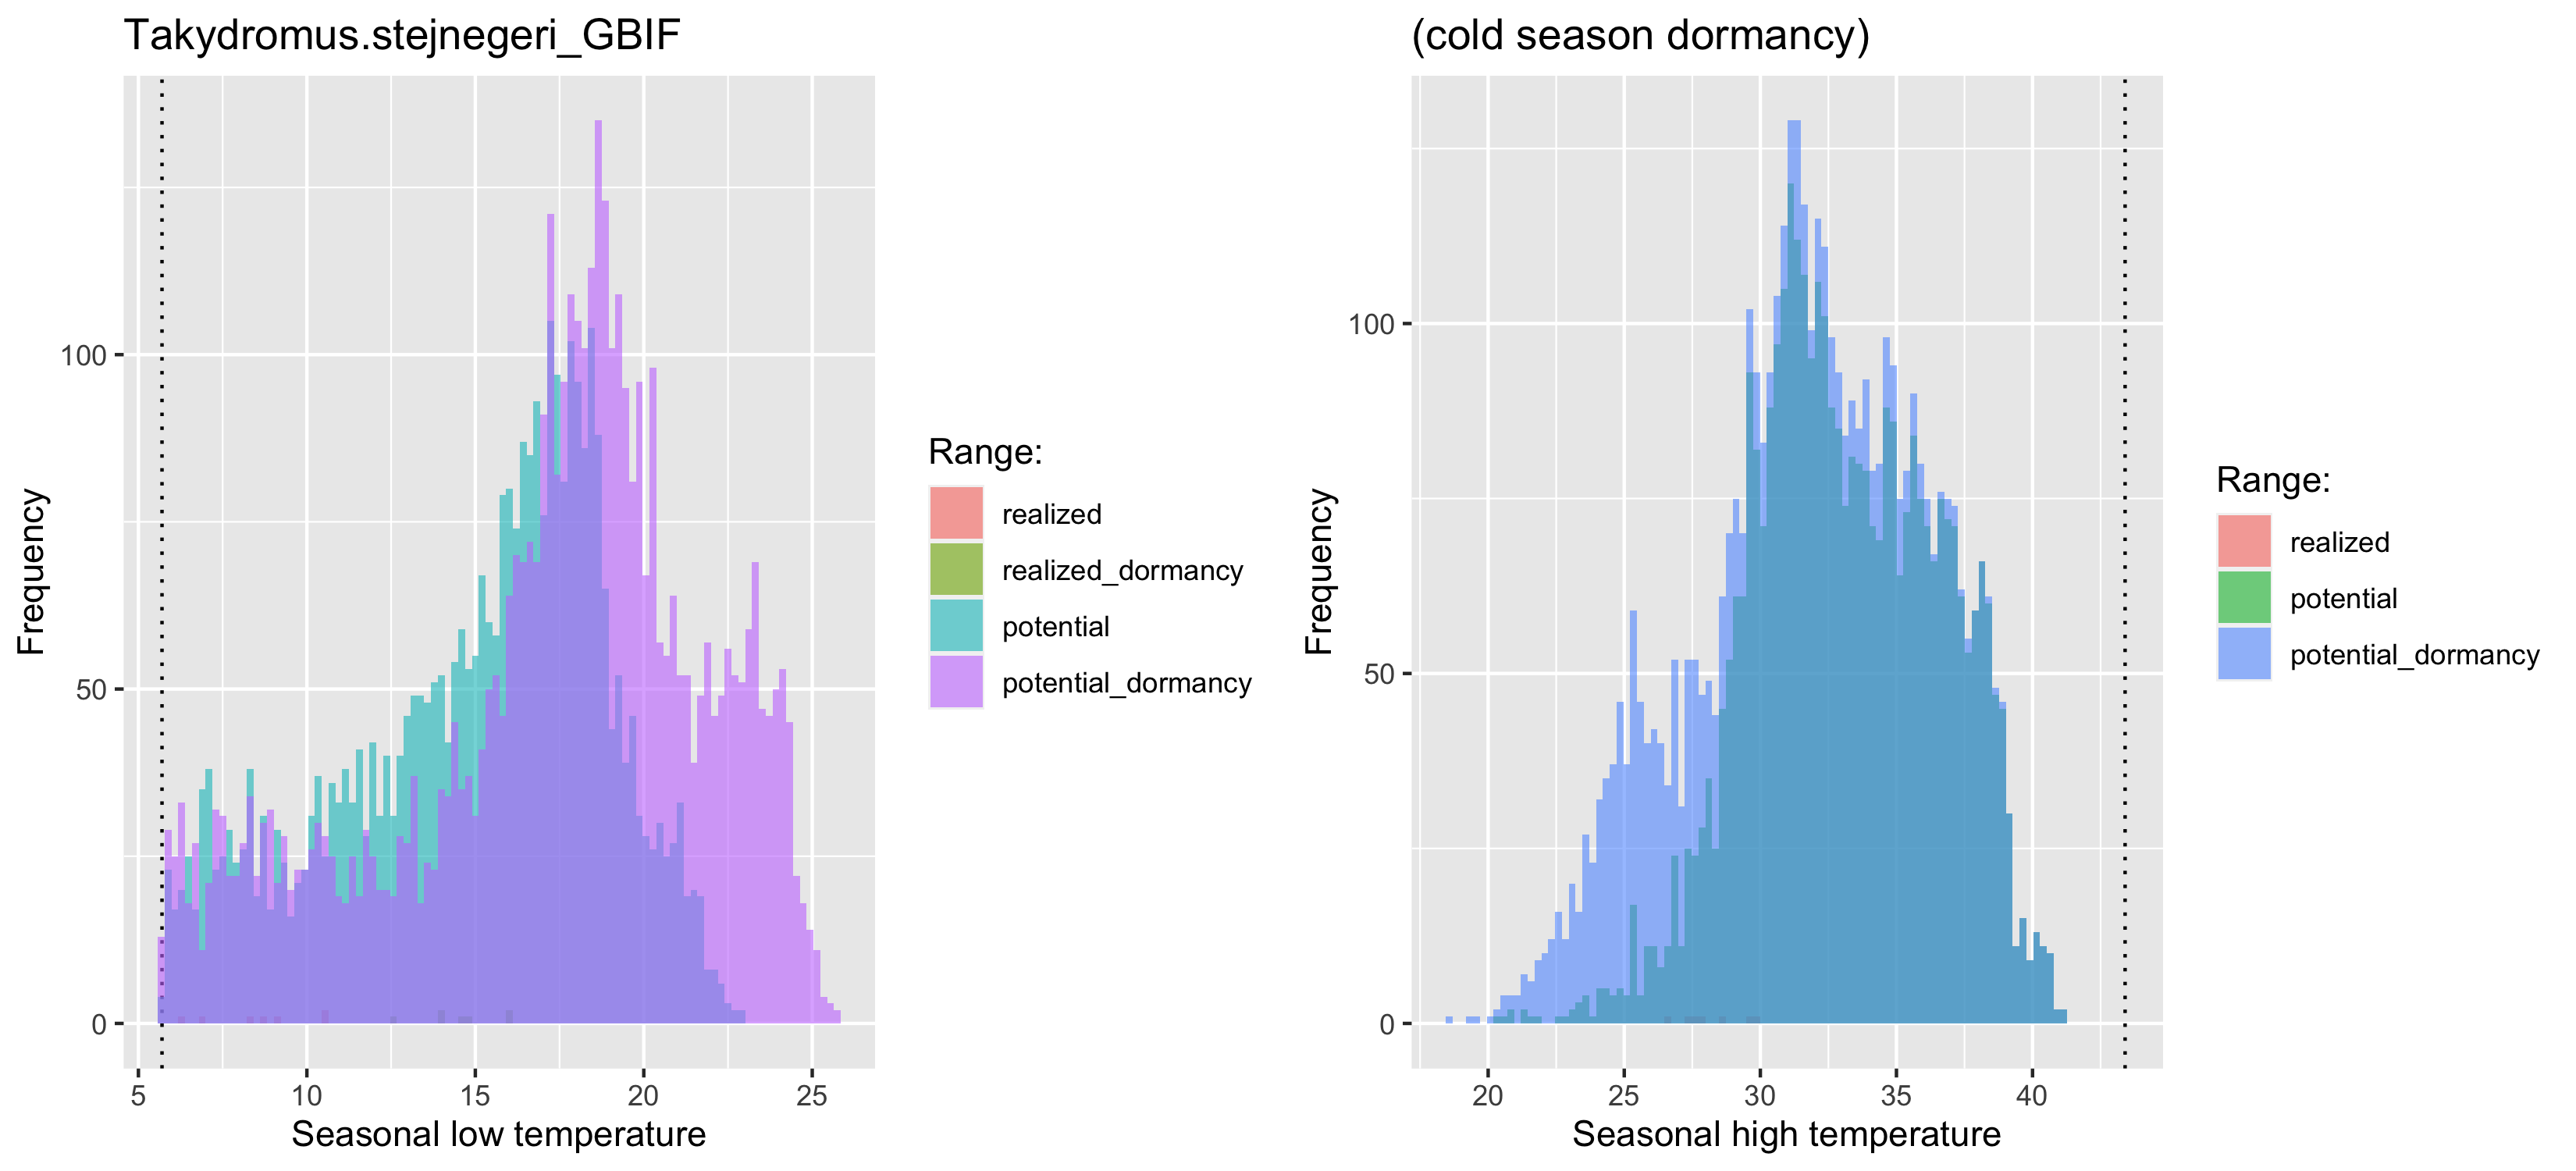 Takydromus.stejnegeri_GBIF
Frequency
100
50
0
5
10
15
20
25
Seasonal low temperature
Range:
realized
realized_dormancy
potential
potential_dormancy
(cold season dormancy)
Frequency
100
50
0
20
25
30
35
40
Seasonal high temperature
Range:
realized
potential
potential_dormancy